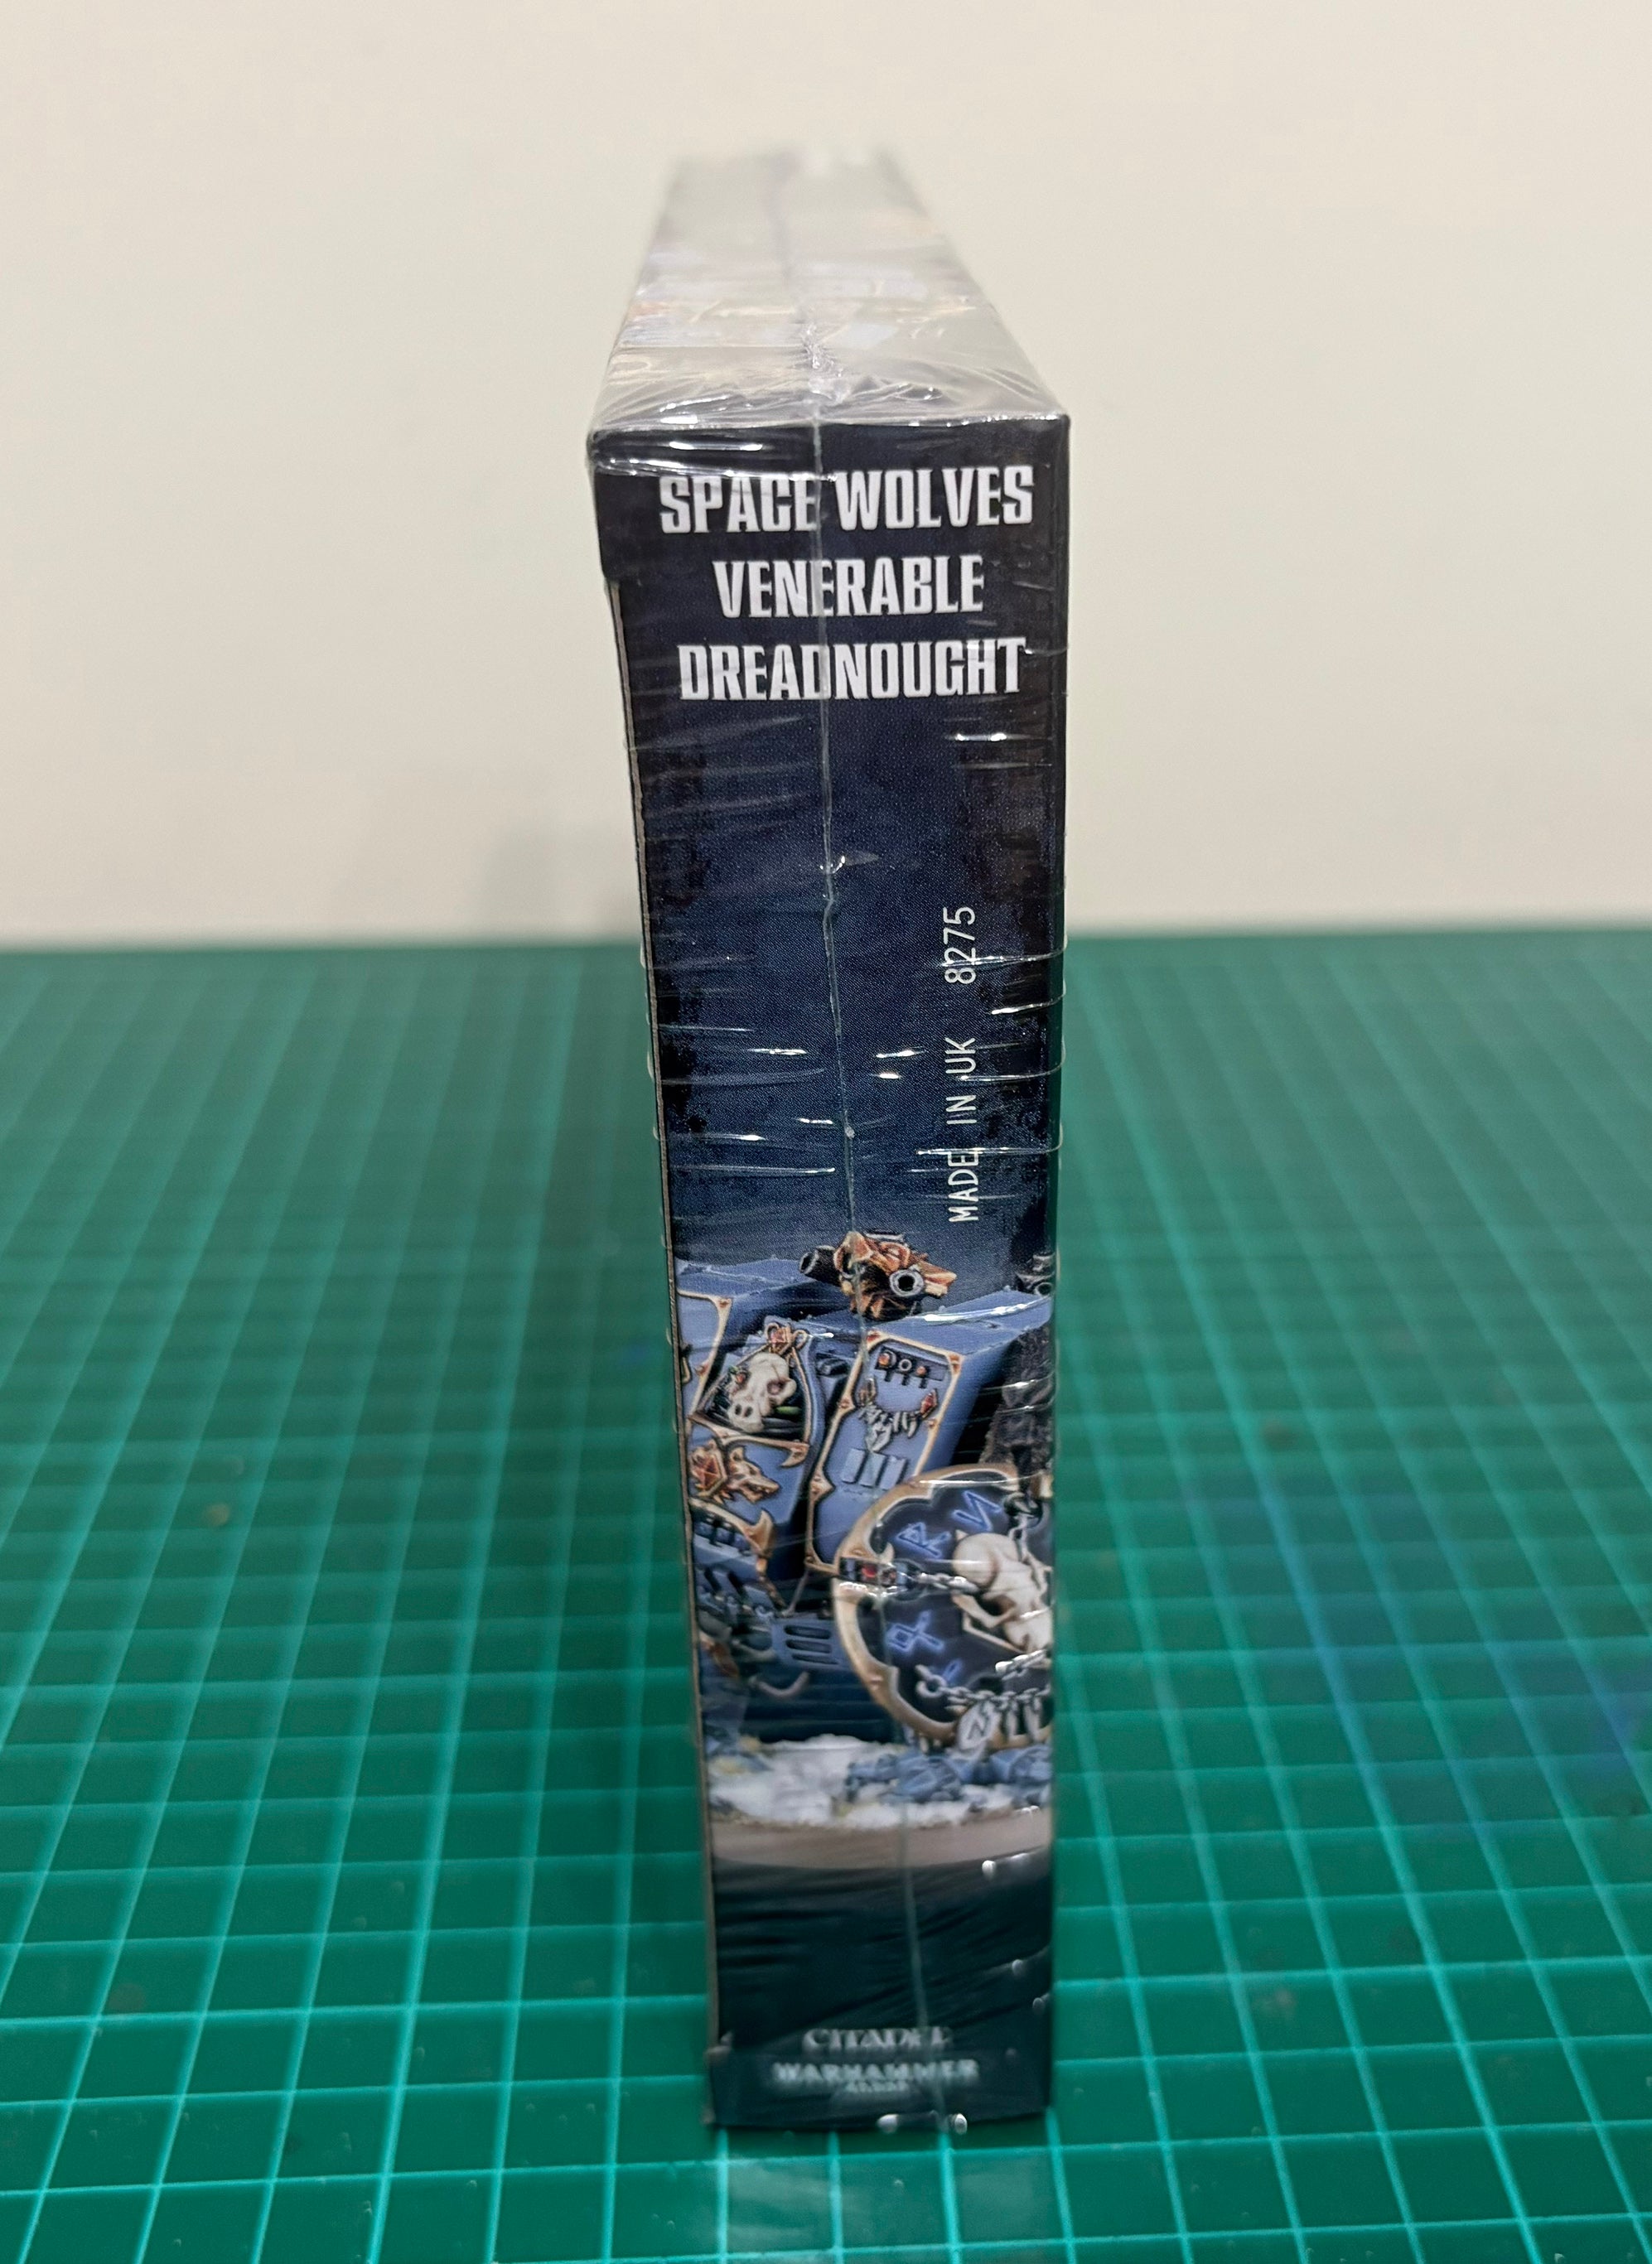 SPACE WOLVES
VENERABLE
DREADNOUGHT
MADE IN UK 8275
CITADEL
WARHAMMER